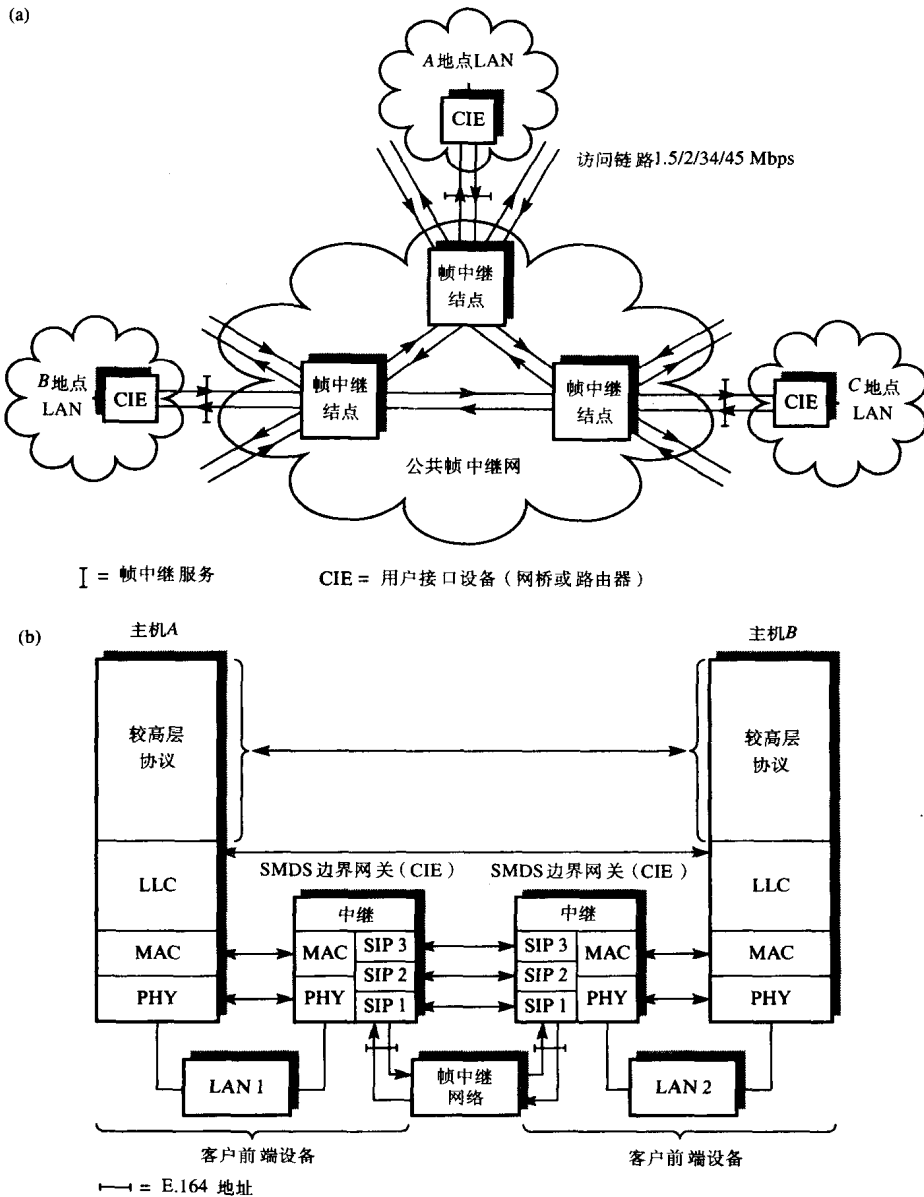 (a)
A地点LAN
CIE
访问链路1.5/2/34/45 Mbps
帧中继
结点
B地点
LAN
CIE
帧中继
结点
帧中继
结点
CIE
C地点
LAN
公共帧中继网
= 帧中继服务
CIE = 用户接口设备（网桥或路由器）
(b)
主机A
主机B
较高层
协议
较高层
协议
LLC
SMDS边界网关（CIE）
SMDS边界网关（CIE）
LLC
中继
中继
MAC
MAC
SIP 3
SIP 3
MAC
MAC
SIP 2
SIP 2
PHY
PHY
SIP 1
SIP 1
PHY
PHY
LAN 1
帧中继
网络
LAN 2
客户前端设备
客户前端设备
= E.164 地址